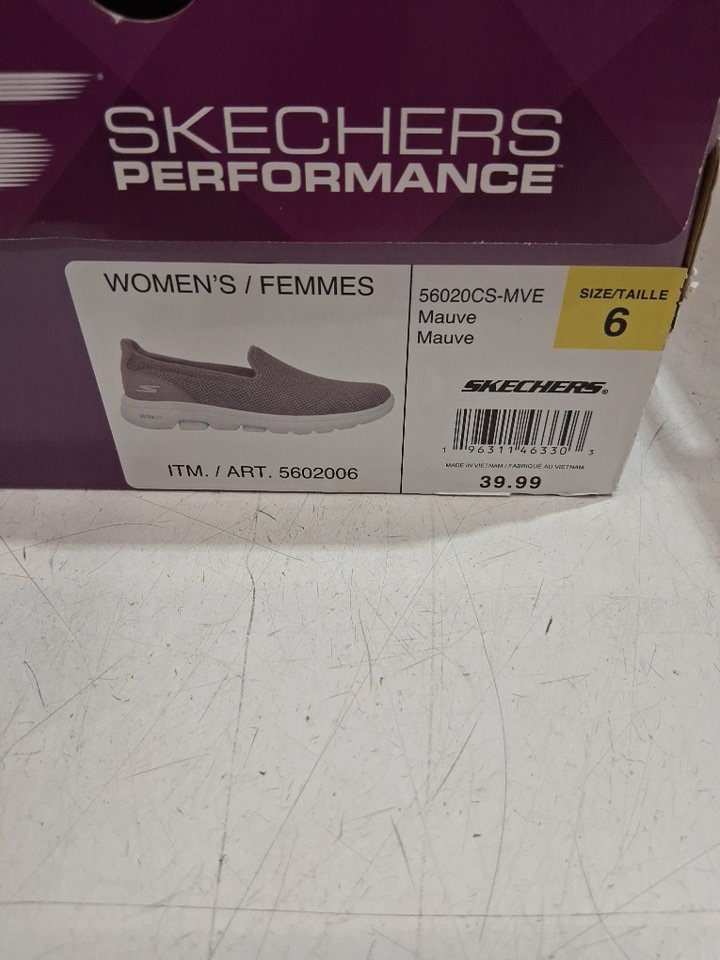 SKECHERS
PERFORMANCE™
WOMEN'S / FEMMES
ITM. / ART. 5602006
56020CS-MVE
Mauve
Mauve
SIZE/TAILLE
6
SKECHERS®
1 96311 46330 3
MADE IN VIETNAM / FABRIQUÉ AU VIETNAM
39.99